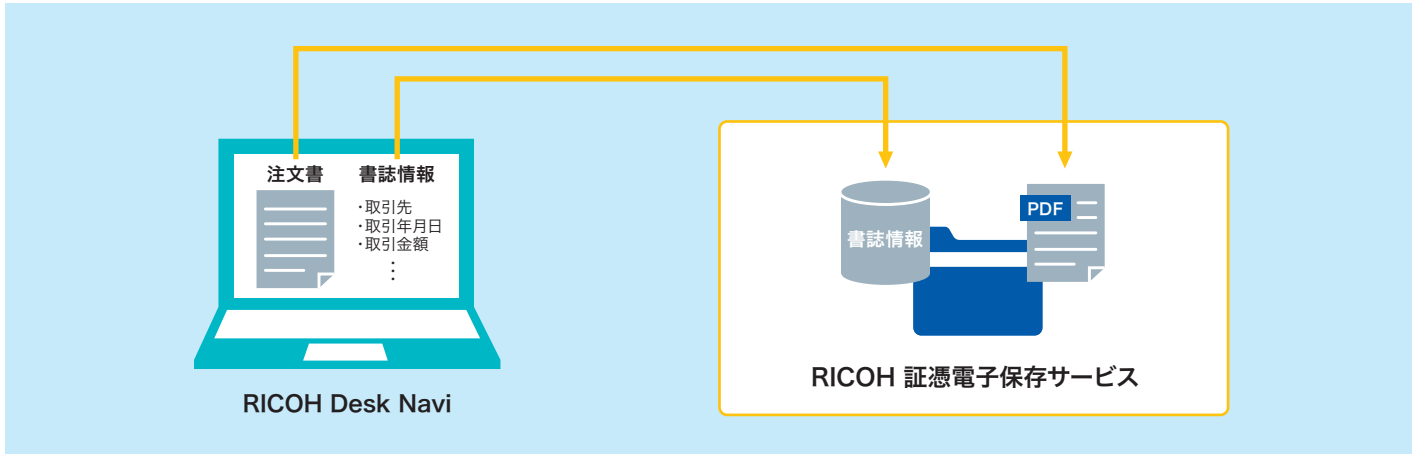 注文書
書誌情報
・取引先
・取引年月日
・取引金額
⋮
RICOH Desk Navi
書誌情報
PDF
RICOH 証憑電子保存サービス